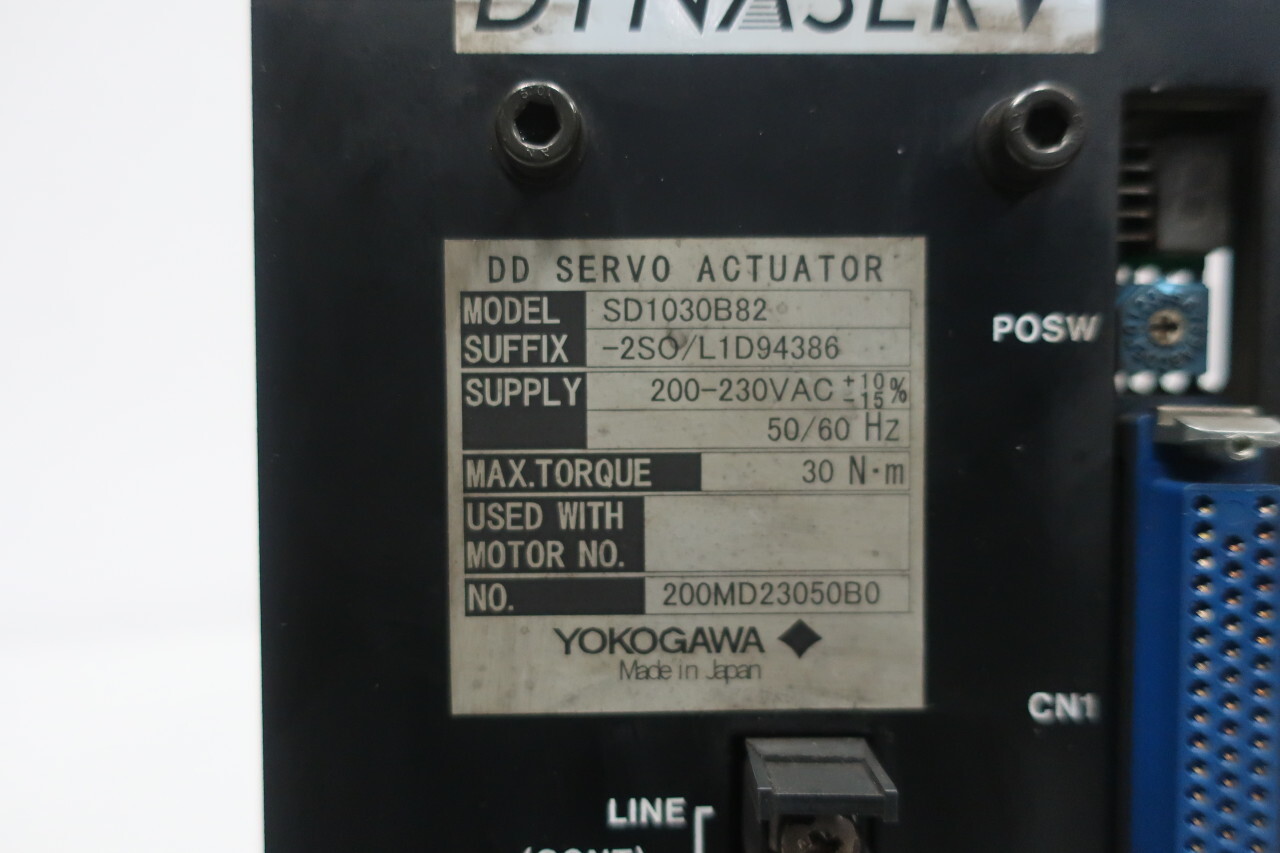 DYNASERV
DD SERVO ACTUATOR
MODEL SD1030B82
SUFFIX -2SO/L1D94386
SUPPLY 200-230VAC +10 -15 %
50/60 Hz
MAX.TORQUE 30 N·m
USED WITH
MOTOR NO.
NO. 200MD23050B0
YOKOGAWA
Made in Japan
POSW
CN1
LINE